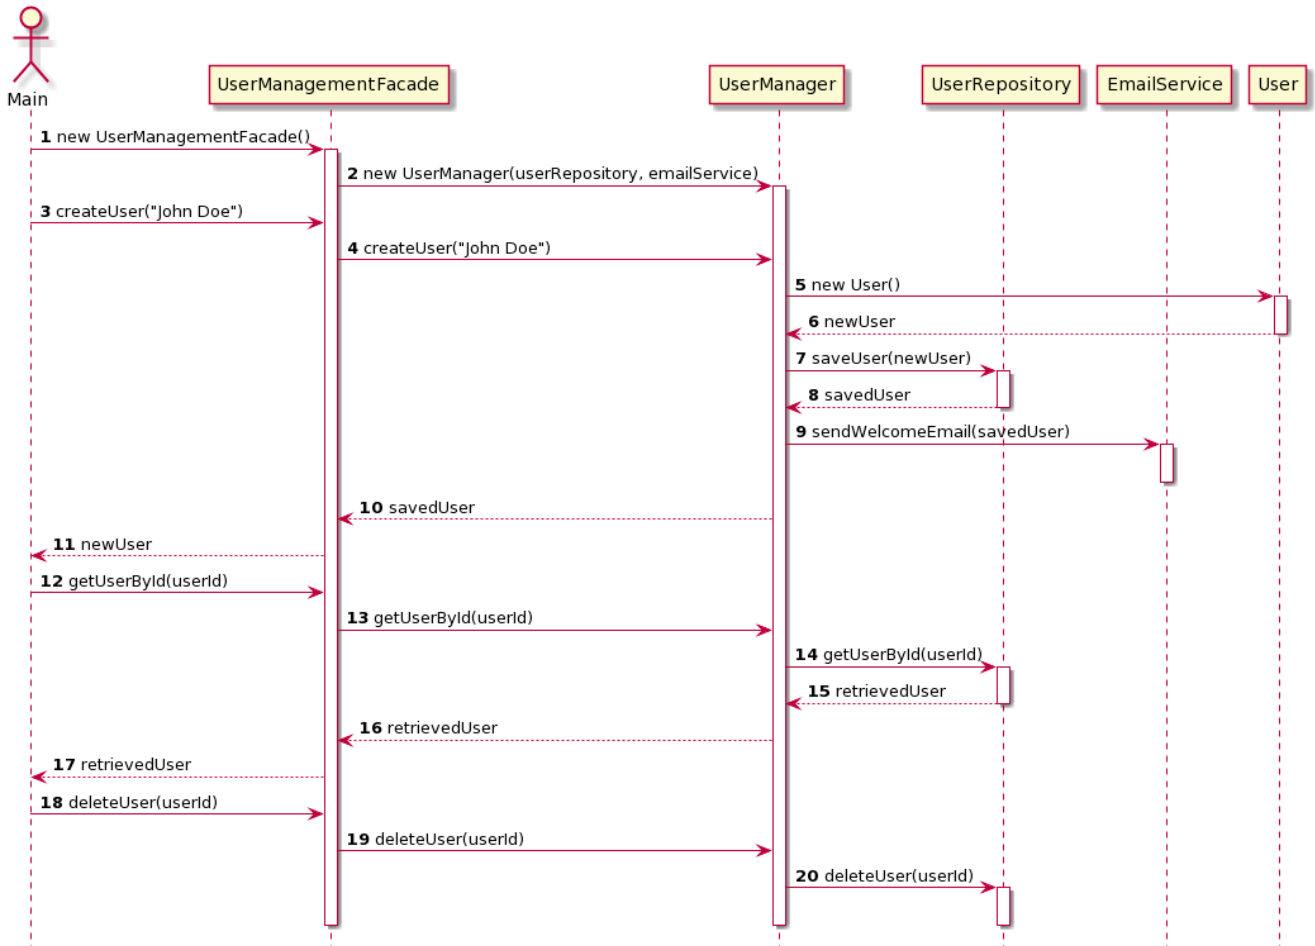 Main
UserManagementFacade
UserManager
UserRepository
EmailService
User
1 new UserManagementFacade()
2 new UserManager(userRepository, emailService)
3 createUser("John Doe")
4 createUser("John Doe")
5 new User()
6 newUser
7 saveUser(newUser)
8 savedUser
9 sendWelcomeEmail(savedUser)
10 savedUser
11 newUser
12 getUserById(userId)
13 getUserById(userId)
14 getUserById(userId)
15 retrievedUser
16 retrievedUser
17 retrievedUser
18 deleteUser(userId)
19 deleteUser(userId)
20 deleteUser(userId)